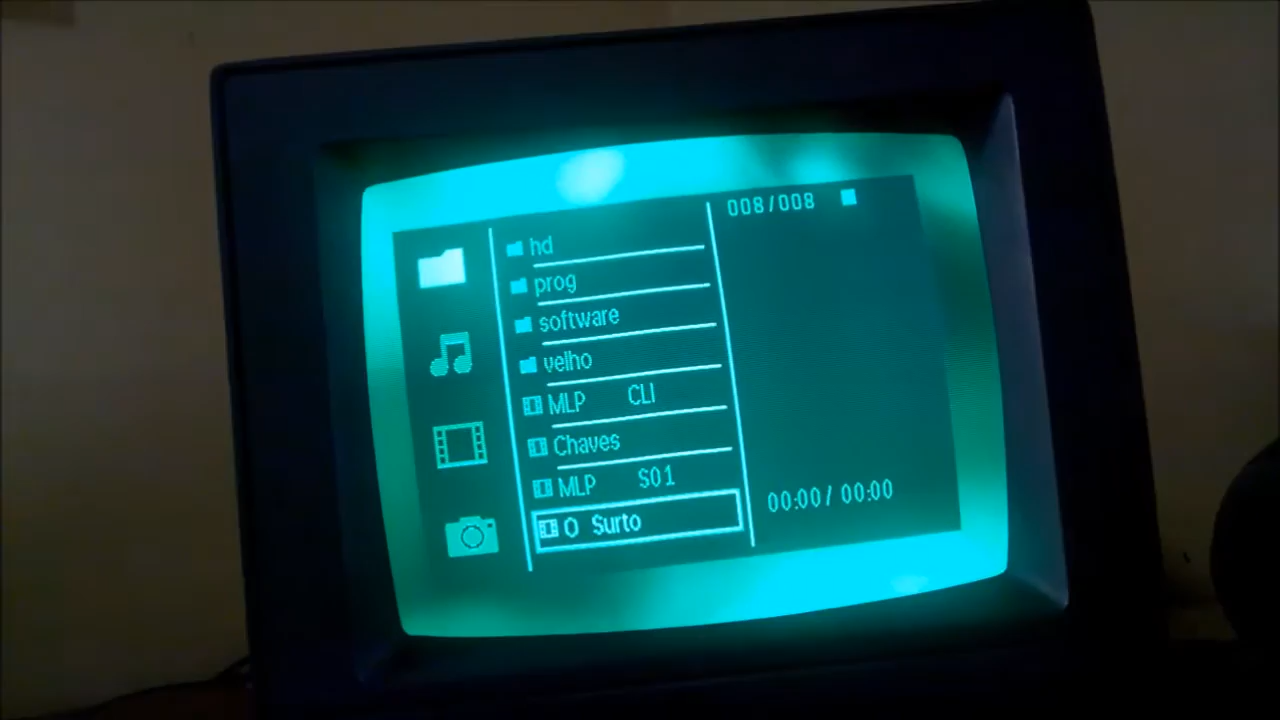 008/008
hd
prog
software
velho
MLP CLI
Chaves
MLP S01
O Surto
00:00 / 00:00